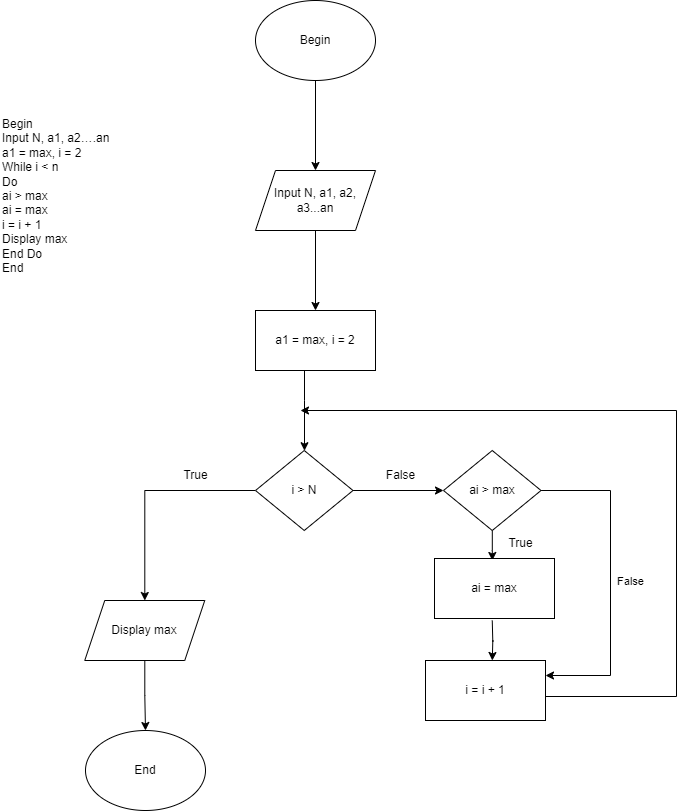 Begin
Begin
Input N, a1, a2....an
a1 = max, i = 2
While i < n
Do
ai > max
ai = max
i = i + 1
Display max
End Do
End
Input N, a1, a2,
a3...an
a1 = max, i = 2
True
i > N
False
ai > max
True
False
ai = max
Display max
i = i + 1
End